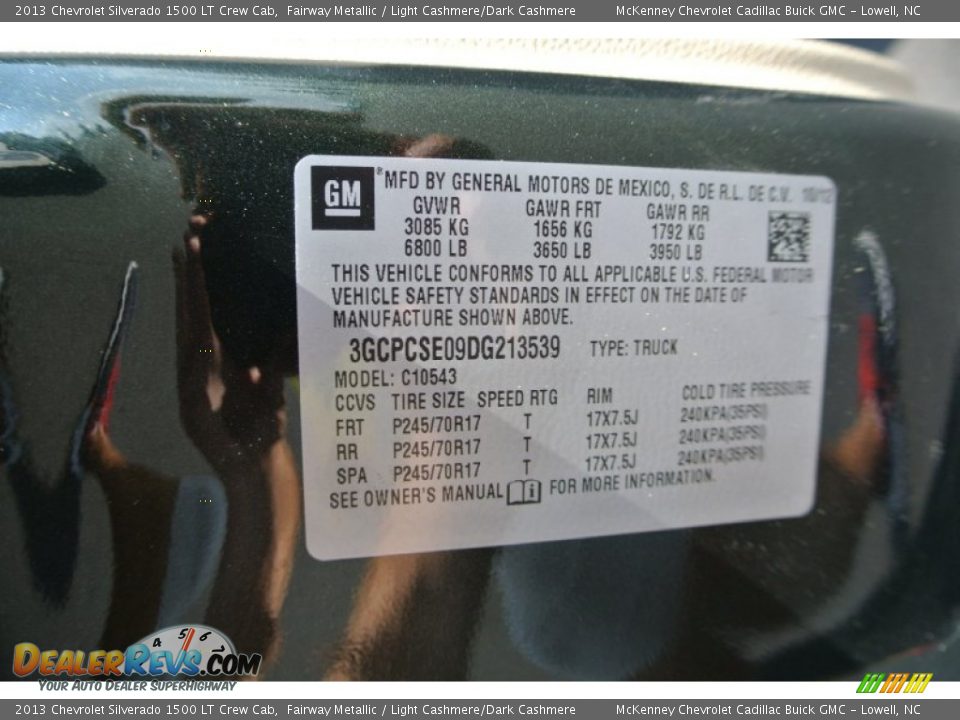 2013 Chevrolet Silverado 1500 LT Crew Cab, Fairway Metallic / Light Cashmere/Dark Cashmere McKenney Chevrolet Cadillac Buick GMC - Lowell, NC
GM ® MFD BY GENERAL MOTORS DE MEXICO, S. DE R.L. DE C.V. 10/12
GVWR GAWR FRT GAWR RR
3085 KG 1656 KG 1792 KG
6800 LB 3650 LB 3950 LB
THIS VEHICLE CONFORMS TO ALL APPLICABLE U.S. FEDERAL MOTOR
VEHICLE SAFETY STANDARDS IN EFFECT ON THE DATE OF
MANUFACTURE SHOWN ABOVE.
3GCPCSE09DG213539 TYPE: TRUCK
MODEL: C10543
CCVS TIRE SIZE SPEED RTG RIM COLD TIRE PRESSURE
FRT P245/70R17 T 17X7.5J 240KPA(35PSI)
RR P245/70R17 T 17X7.5J 240KPA(35PSI)
SPA P245/70R17 T 17X7.5J 240KPA(35PSI)
SEE OWNER'S MANUAL FOR MORE INFORMATION.
4 5 6
DEALERREVS.COM
YOUR AUTO DEALER SUPERHIGHWAY
2013 Chevrolet Silverado 1500 LT Crew Cab, Fairway Metallic / Light Cashmere/Dark Cashmere McKenney Chevrolet Cadillac Buick GMC - Lowell, NC